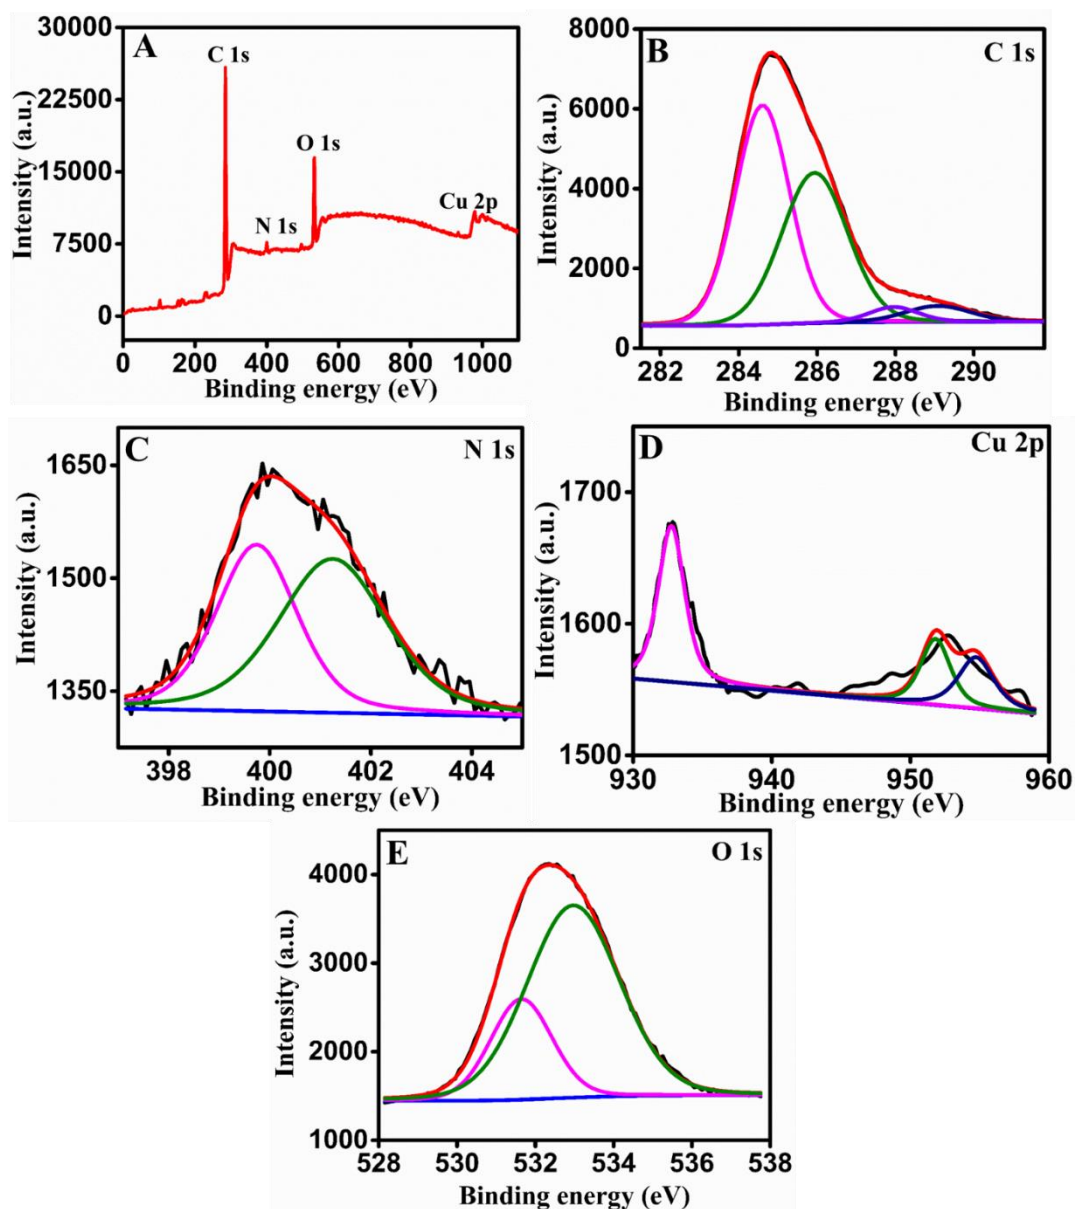 A
C 1s
O 1s
N 1s
Cu 2p
30000
22500
15000
7500
0
Intensity (a.u.)
0 200 400 600 800 1000
Binding energy (eV)
B
C 1s
8000
6000
4000
2000
0
Intensity (a.u.)
282 284 286 288 290
Binding energy (eV)
C
N 1s
1650
1500
1350
Intensity (a.u.)
398 400 402 404
Binding energy (eV)
D
Cu 2p
1700
1600
1500
Intensity (a.u.)
930 940 950 960
Binding energy (eV)
E
O 1s
4000
3000
2000
1000
Intensity (a.u.)
528 530 532 534 536 538
Binding energy (eV)